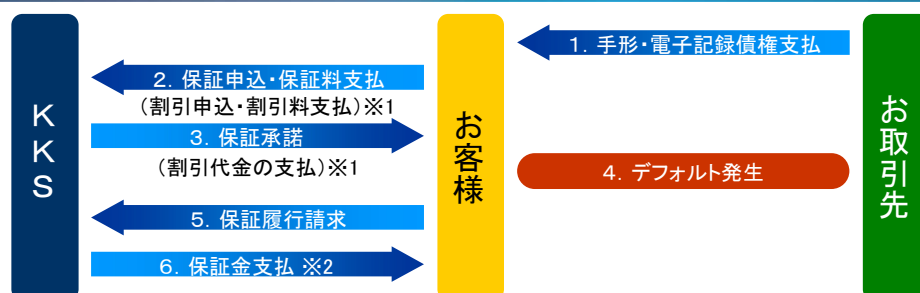 KKS
お客様
お取引先
1. 手形・電子記録債権支払
2. 保証申込・保証料支払
(割引申込・割引料支払)※1
3. 保証承諾
(割引代金の支払)※1
4. デフォルト発生
5. 保証履行請求
6. 保証金支払 ※2